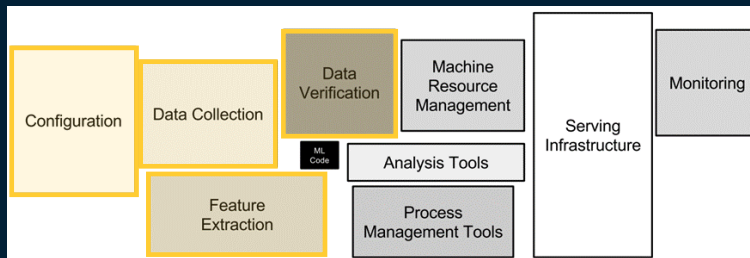 Configuration
Data Collection
Data
Verification
Machine
Resource
Management
Monitoring
Serving
Infrastructure
ML
Code
Analysis Tools
Feature
Extraction
Process
Management Tools